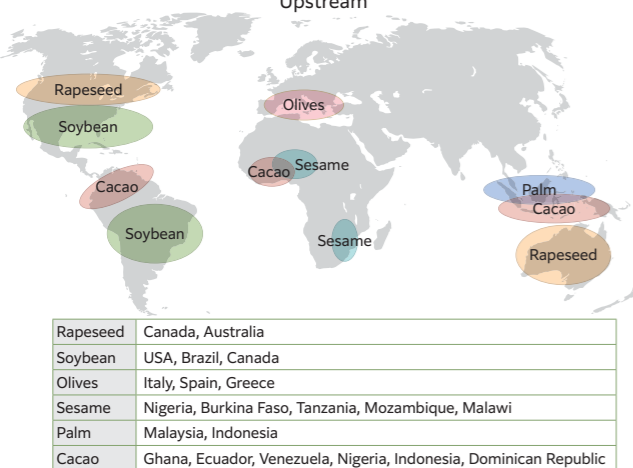 Upstream
Rapeseed
Soybean
Olives
Cacao
Sesame
Cacao
Palm
Cacao
Soybean
Sesame
Rapeseed
Rapeseed Canada, Australia
Soybean USA, Brazil, Canada
Olives Italy, Spain, Greece
Sesame Nigeria, Burkina Faso, Tanzania, Mozambique, Malawi
Palm Malaysia, Indonesia
Cacao Ghana, Ecuador, Venezuela, Nigeria, Indonesia, Dominican Republic